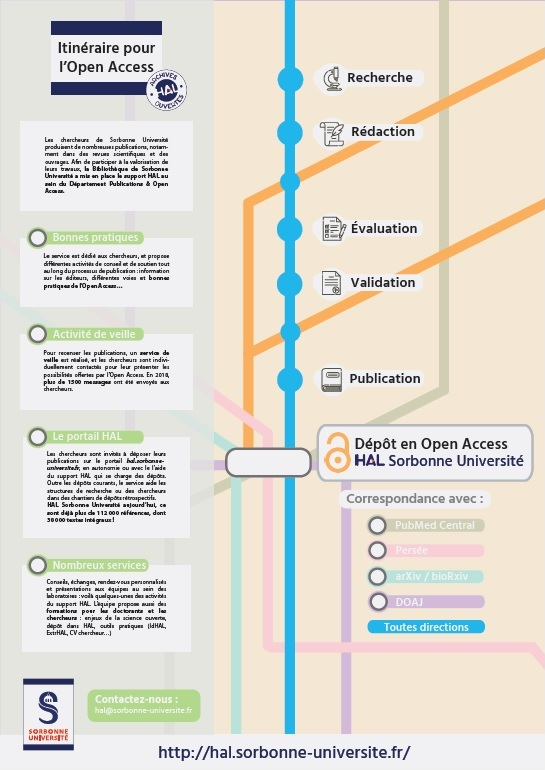 Itinéraire pour
l'Open Access
ARCHIVES
HAL
OUVERTES
Les chercheurs de Sorbonne Université
produisent de nombreuses publications, notam-
ment dans des revues scientifiques et des
ouvrages. Afin de participer à la valorisation de
leurs travaux, la Bibliothèque de Sorbonne
Université a mis en place le support HAL au
sein du Département Publications & Open
Access.
Bonnes pratiques
Le service est dédié aux chercheurs, et propose
différentes activités de conseil et de soutien tout
au long du processus de publication : information
sur les éditeurs, différentes voies et bonnes
pratiques de l'Open Access...
Activité de veille
Pour recenser les publications, un service de
veille est réalisé, et les chercheurs sont indivi-
duellement contactés pour leur présenter les
possibilités offertes par l'Open Access. En 2018,
plus de 1500 messages ont été envoyés aux
chercheurs.
Le portail HAL
Les chercheurs sont invités à déposer leurs
publications sur le portail hal.sorbonne-
universite.fr, en autonomie ou avec l'aide
du support HAL qui se charge des dépôts.
Outre les dépôts courants, le service aide les
structures de recherche ou des chercheurs
dans des chantiers de dépôts rétrospectifs.
HAL Sorbonne Université aujourd'hui, ce
sont déjà plus de 112 000 références, dont
30 000 textes intégraux !
Nombreux services
Conseils, échanges, rendez-vous personnalisés
et présentations aux équipes au sein des
laboratoires : voilà quelques-unes des activités
du support HAL. L'équipe propose aussi des
formations pour les doctorants et les
chercheurs : enjeux de la science ouverte,
dépôt dans HAL, outils pratiques (IdHAL,
ExtrHAL, CV chercheur...)
SORBONNE
UNIVERSITÉ
Contactez-nous :
hal@sorbonne-universite.fr
Recherche
Rédaction
Évaluation
Validation
Publication
Dépôt en Open Access
HAL Sorbonne Université
Correspondance avec :
PubMed Central
Persée
arXiv / bioRxiv
DOAJ
Toutes directions
http://hal.sorbonne-universite.fr/